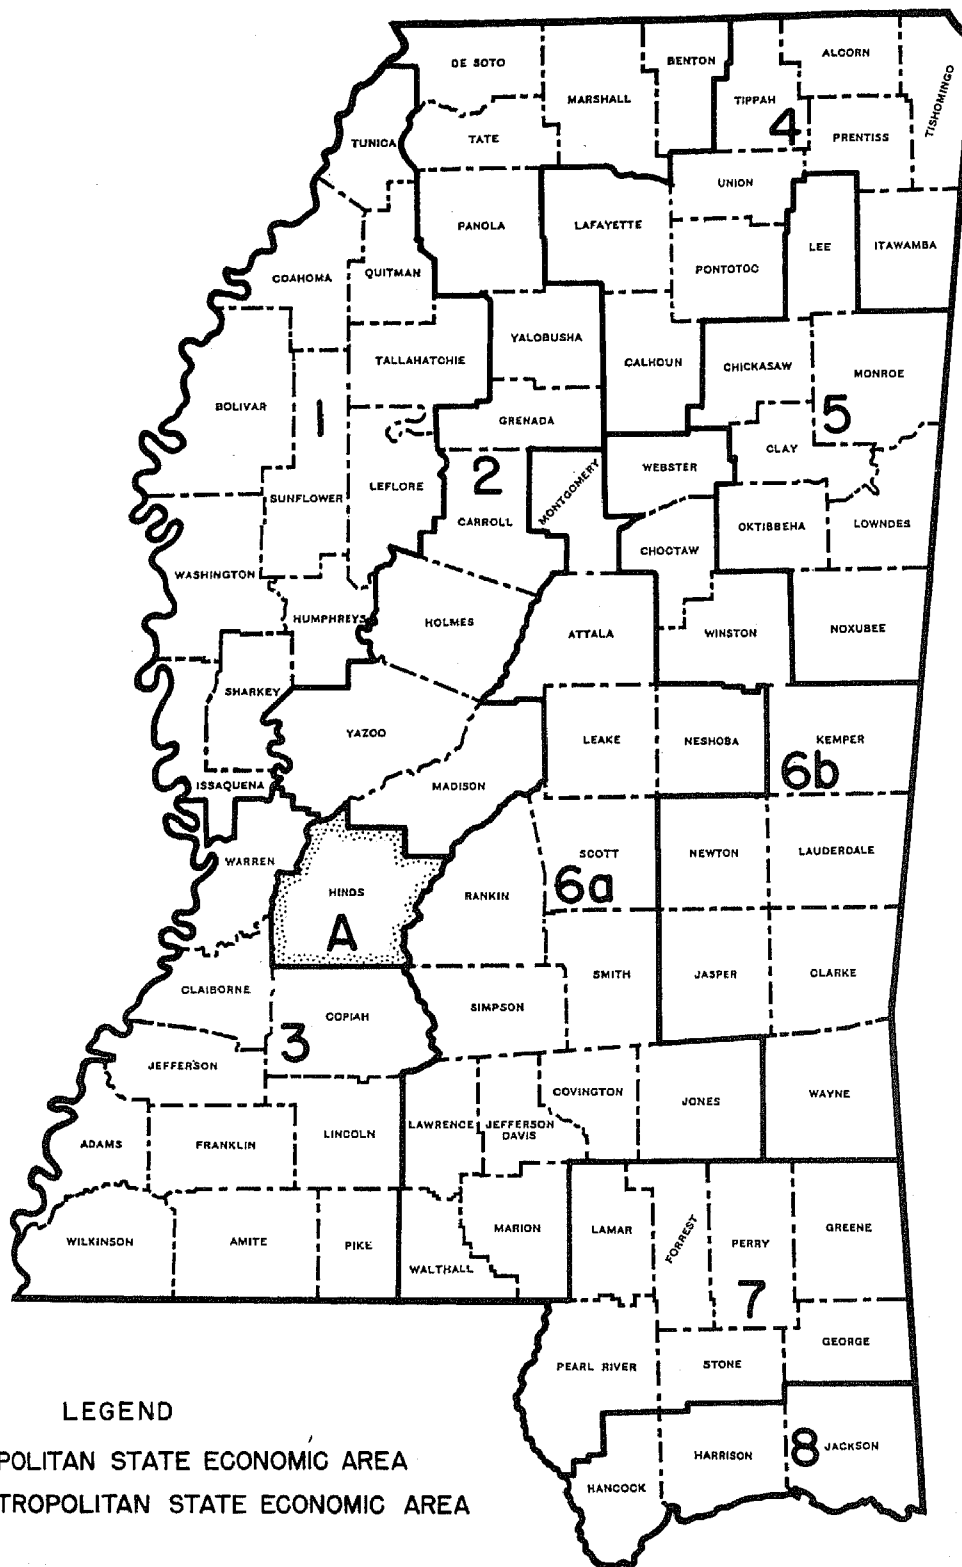 DE SOTO
BENTON
ALCORN
MARSHALL
TIPPAH
TISHOMINGO
4
TUNICA
TATE
PRENTISS
UNION
PANOLA
LAFAYETTE
LEE
ITAWAMBA
COAHOMA
QUITMAN
PONTOTOC
YALOBUSHA
TALLAHATCHIE
CALHOUN
CHICKASAW
MONROE
BOLIVAR
1
GRENADA
5
CLAY
2
WEBSTER
LEFLORE
MONTGOMERY
SUNFLOWER
CARROLL
OKTIBBEHA
LOWNDES
CHOCTAW
WASHINGTON
HUMPHREYS
HOLMES
ATTALA
WINSTON
NOXUBEE
SHARKEY
YAZOO
LEAKE
NESHOBA
KEMPER
6b
ISSAQUENA
MADISON
WARREN
SCOTT
NEWTON
LAUDERDALE
HINDS
RANKIN
6a
A
CLAIBORNE
SMITH
JASPER
CLARKE
COPIAH
SIMPSON
3
JEFFERSON
COVINGTON
JONES
WAYNE
ADAMS
FRANKLIN
LINCOLN
LAWRENCE
JEFFERSON
DAVIS
WILKINSON
AMITE
PIKE
WALTHALL
MARION
LAMAR
FORREST
PERRY
GREENE
7
GEORGE
PEARL RIVER
STONE
LEGEND
POLITAN STATE ECONOMIC AREA
TROPOLITAN STATE ECONOMIC AREA
HANCOCK
HARRISON
8
JACKSON